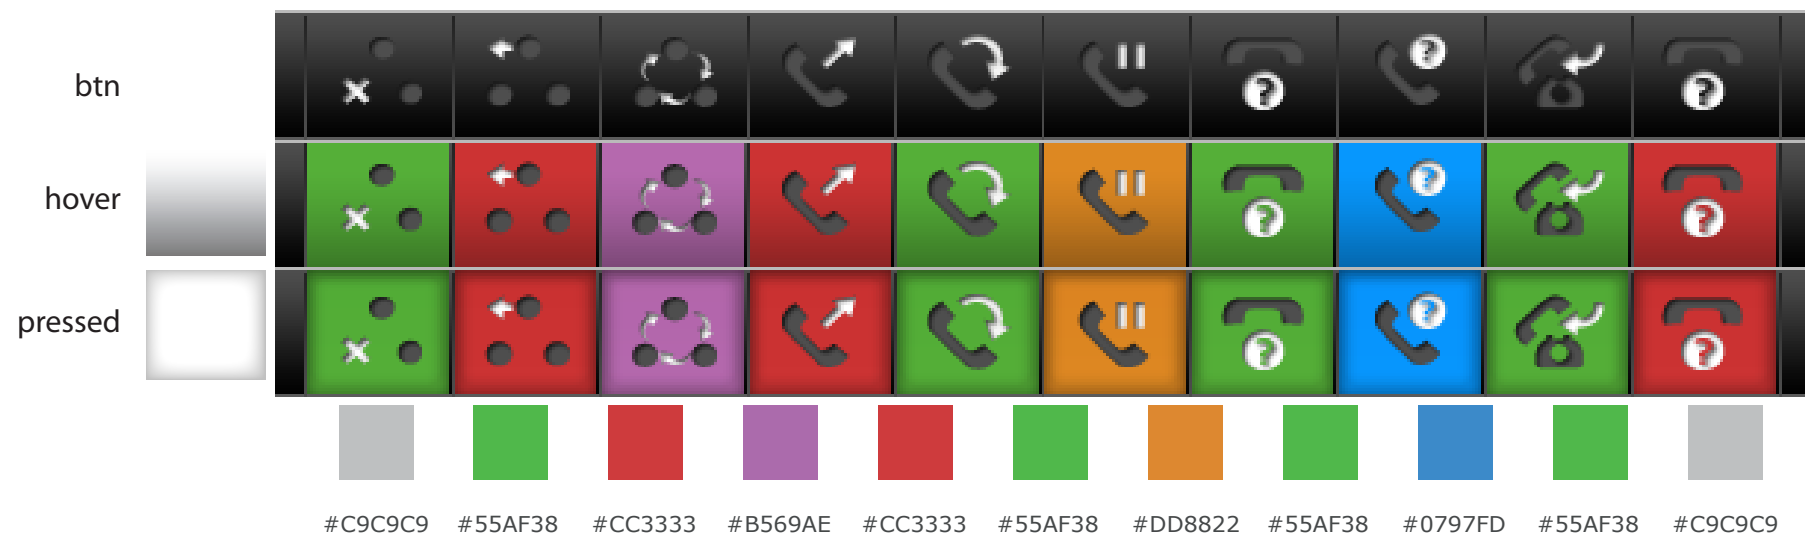 btn
hover
pressed
#C9C9C9 #55AF38 #CC3333 #B569AE #CC3333 #55AF38 #DD8822 #55AF38 #0797FD #55AF38 #C9C9C9